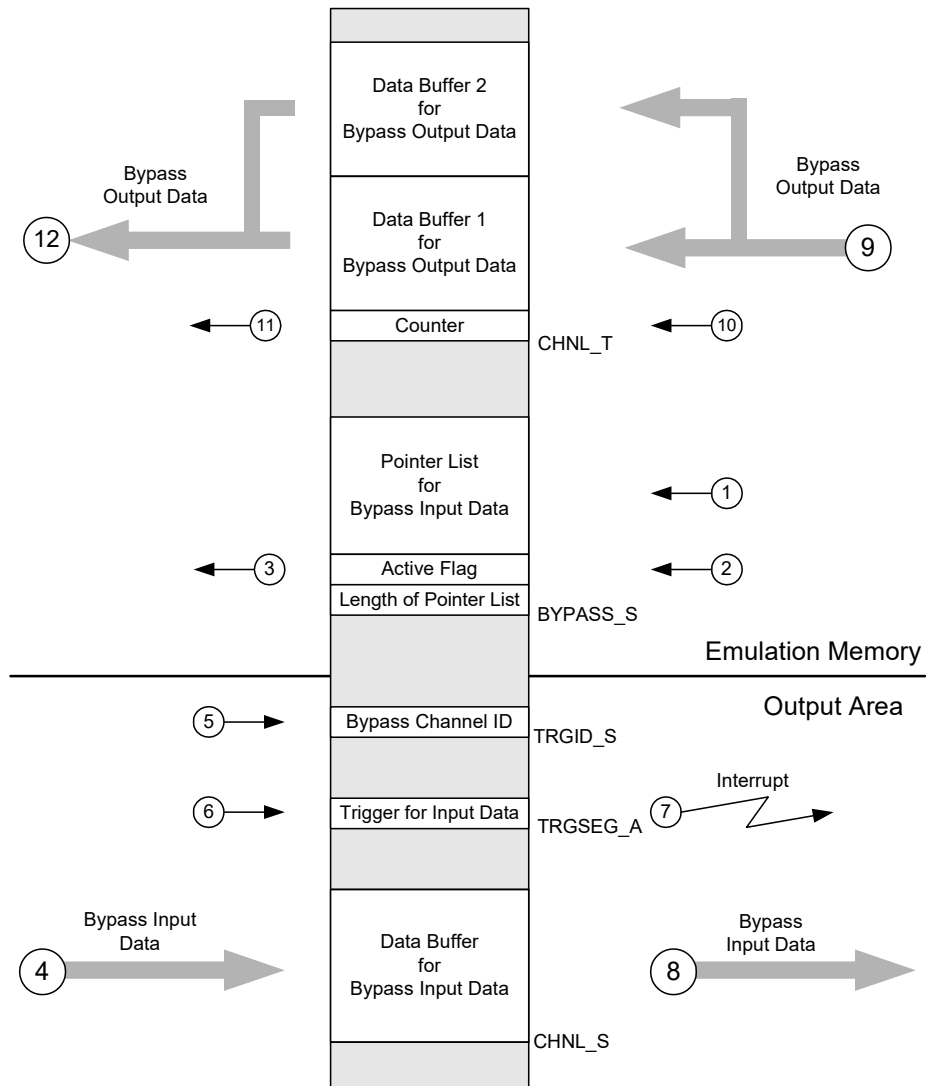 Data Buffer 2
for
Bypass Output Data
Bypass
Output Data
Bypass
Output Data
12
Data Buffer 1
for
Bypass Output Data
9
11
Counter
10
CHNL_T
Pointer List
for
Bypass Input Data
1
3
Active Flag
2
Length of Pointer List
BYPASS_S
Emulation Memory
Output Area
5
Bypass Channel ID
TRGID_S
Interrupt
6
Trigger for Input Data
TRGSEG_A
7
Bypass Input
Data
4
Data Buffer
for
Bypass Input Data
Bypass
Input Data
8
CHNL_S